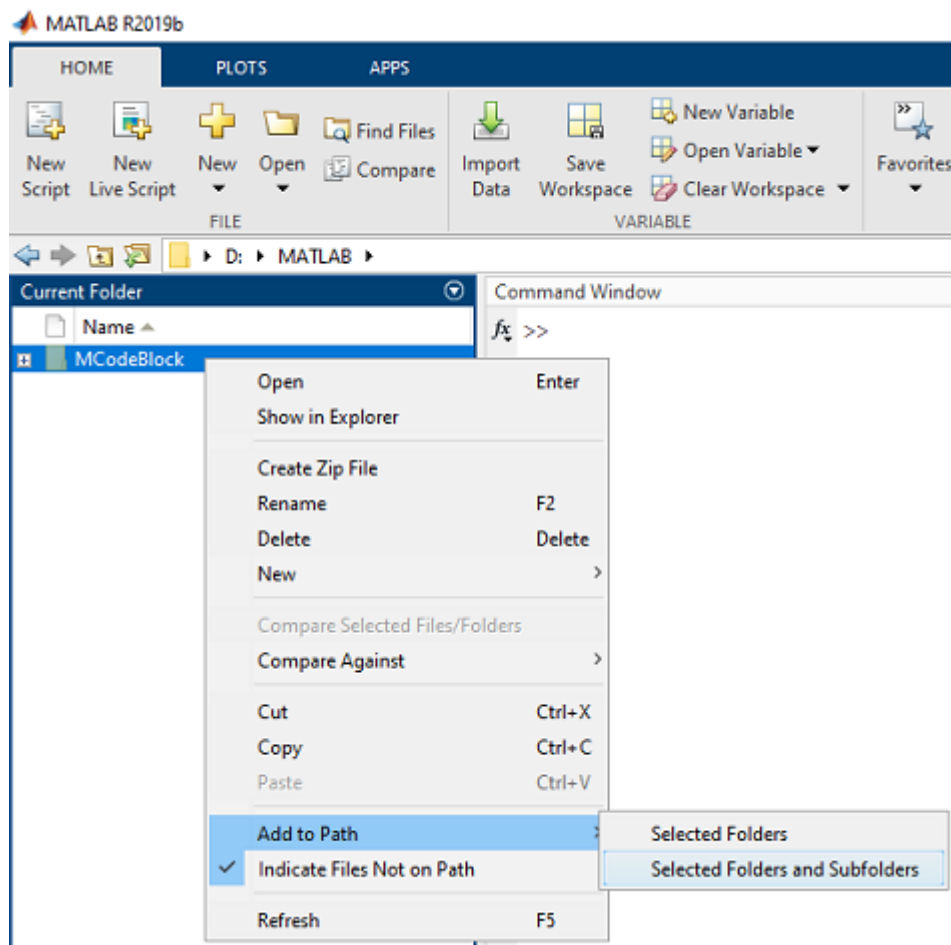 MATLAB R2019b
HOME PLOTS APPS
New Script
New Live Script
New
Open
Find Files
Compare
Import Data
Save Workspace
New Variable
Open Variable
Clear Workspace
Favorites
FILE VARIABLE
D: MATLAB
Current Folder
Name
MCodeBlock
Command Window
fx >>
Open Enter
Show in Explorer
Create Zip File
Rename F2
Delete Delete
New
Compare Selected Files/Folders
Compare Against
Cut Ctrl+X
Copy Ctrl+C
Paste Ctrl+V
Add to Path
Indicate Files Not on Path
Refresh F5
Selected Folders
Selected Folders and Subfolders